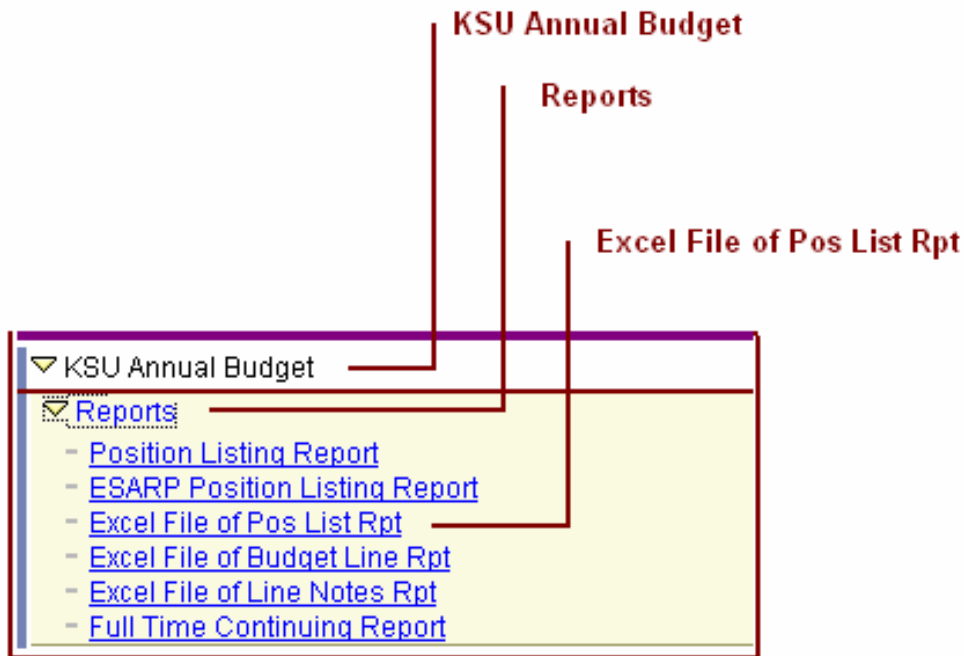 KSU Annual Budget
Reports
Excel File of Pos List Rpt
KSU Annual Budget
Reports
Position Listing Report
ESARP Position Listing Report
Excel File of Pos List Rpt
Excel File of Budget Line Rpt
Excel File of Line Notes Rpt
Full Time Continuing Report